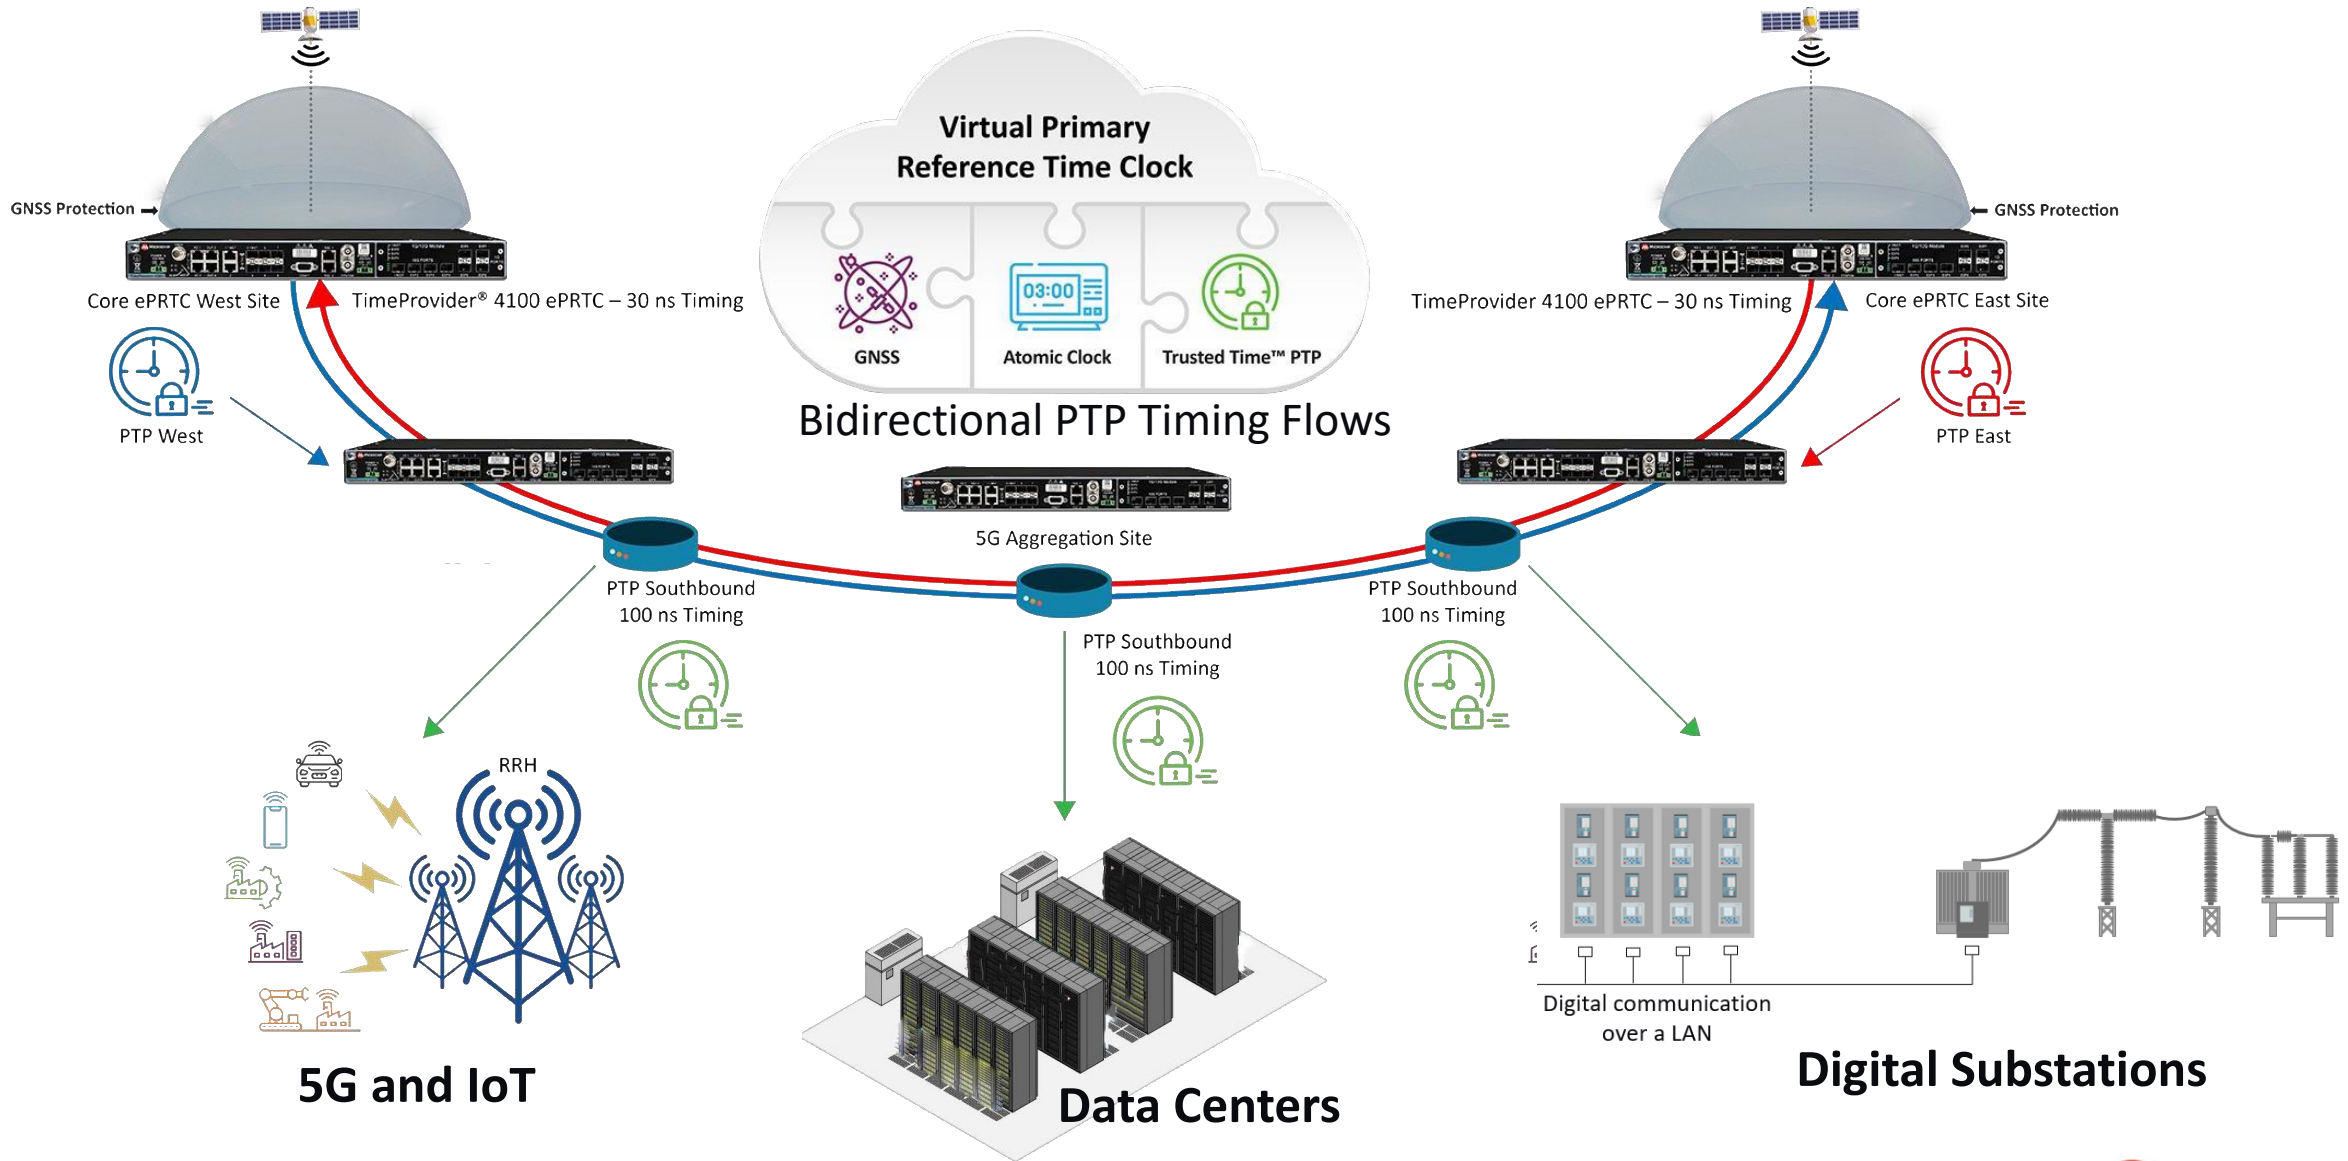 Virtual Primary
Reference Time Clock
GNSS Protection
GNSS Protection
Core ePRTC West Site
TimeProvider® 4100 ePRTC – 30 ns Timing
03:00
GNSS
Atomic Clock
Trusted Time™ PTP
TimeProvider 4100 ePRTC – 30 ns Timing
Core ePRTC East Site
PTP West
Bidirectional PTP Timing Flows
PTP East
5G Aggregation Site
PTP Southbound
100 ns Timing
PTP Southbound
100 ns Timing
PTP Southbound
100 ns Timing
RRH
Digital communication
over a LAN
5G and IoT
Data Centers
Digital Substations